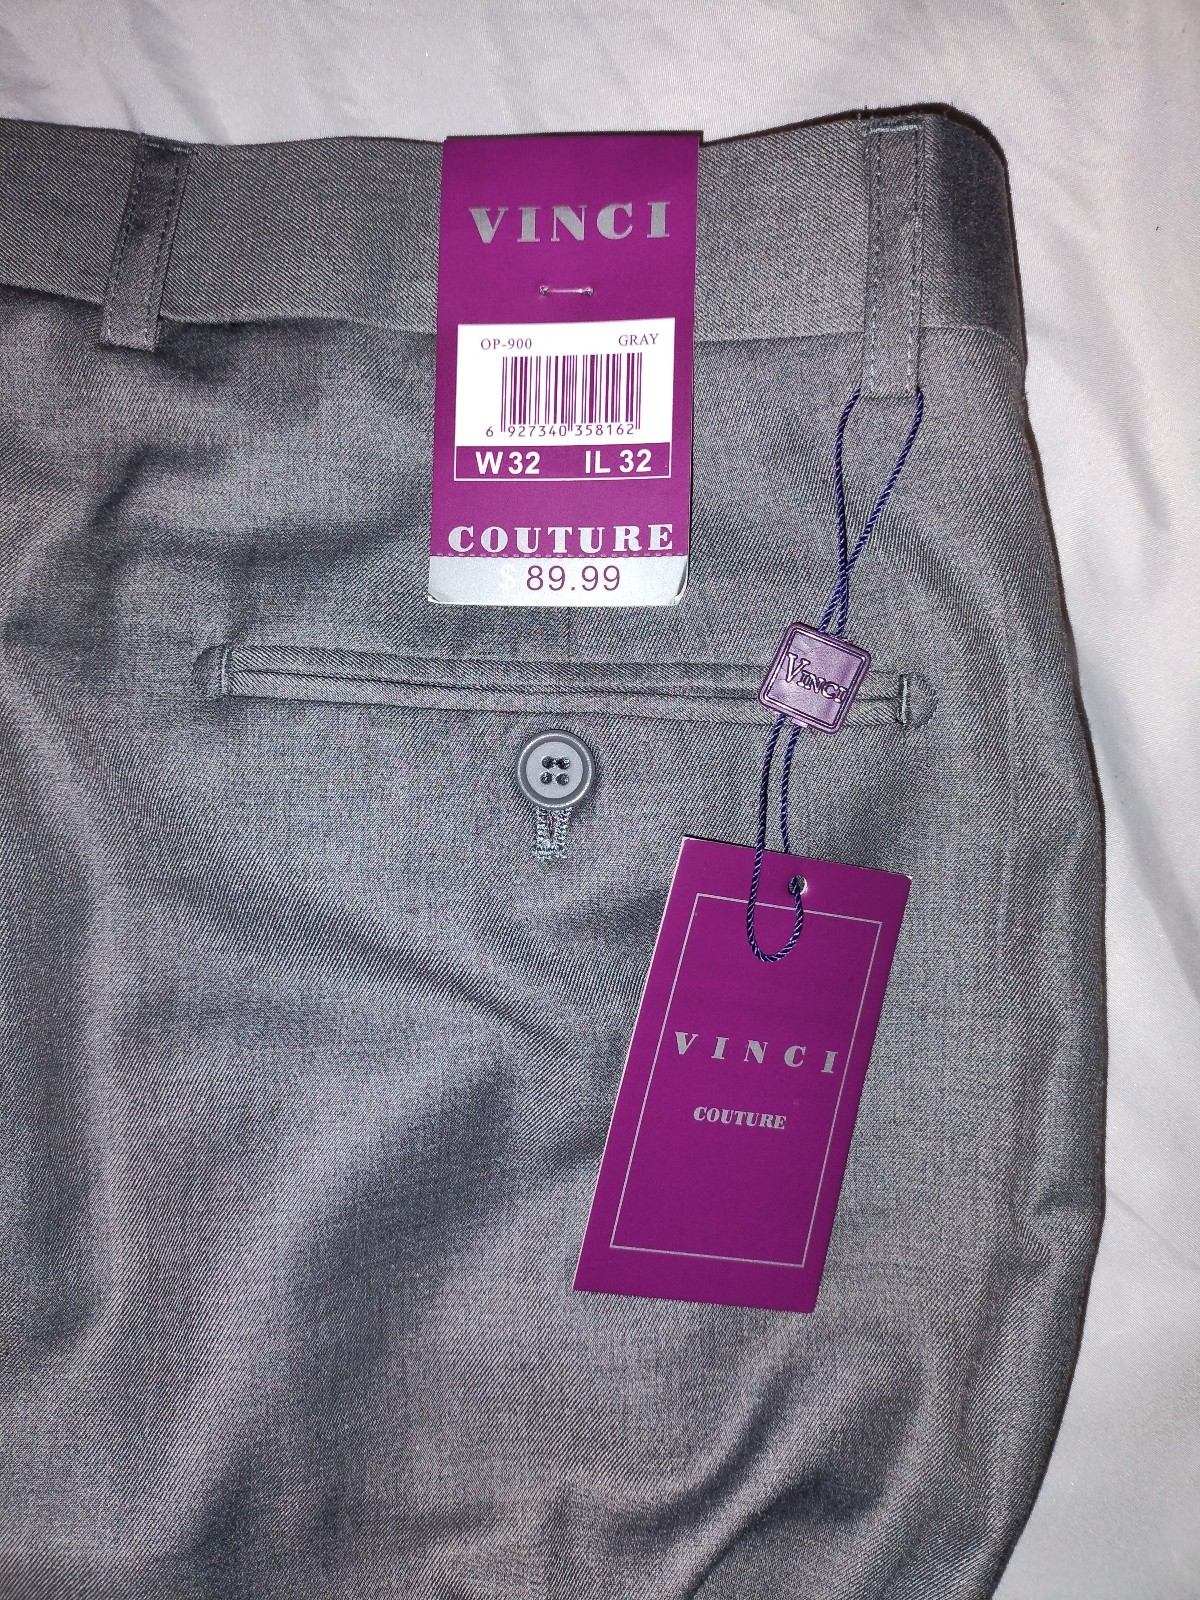 VINCI
OP-900 GRAY
6 927340 358162
W 32 IL 32
COUTURE
$ 89.99
VINCI
VINCI
COUTURE